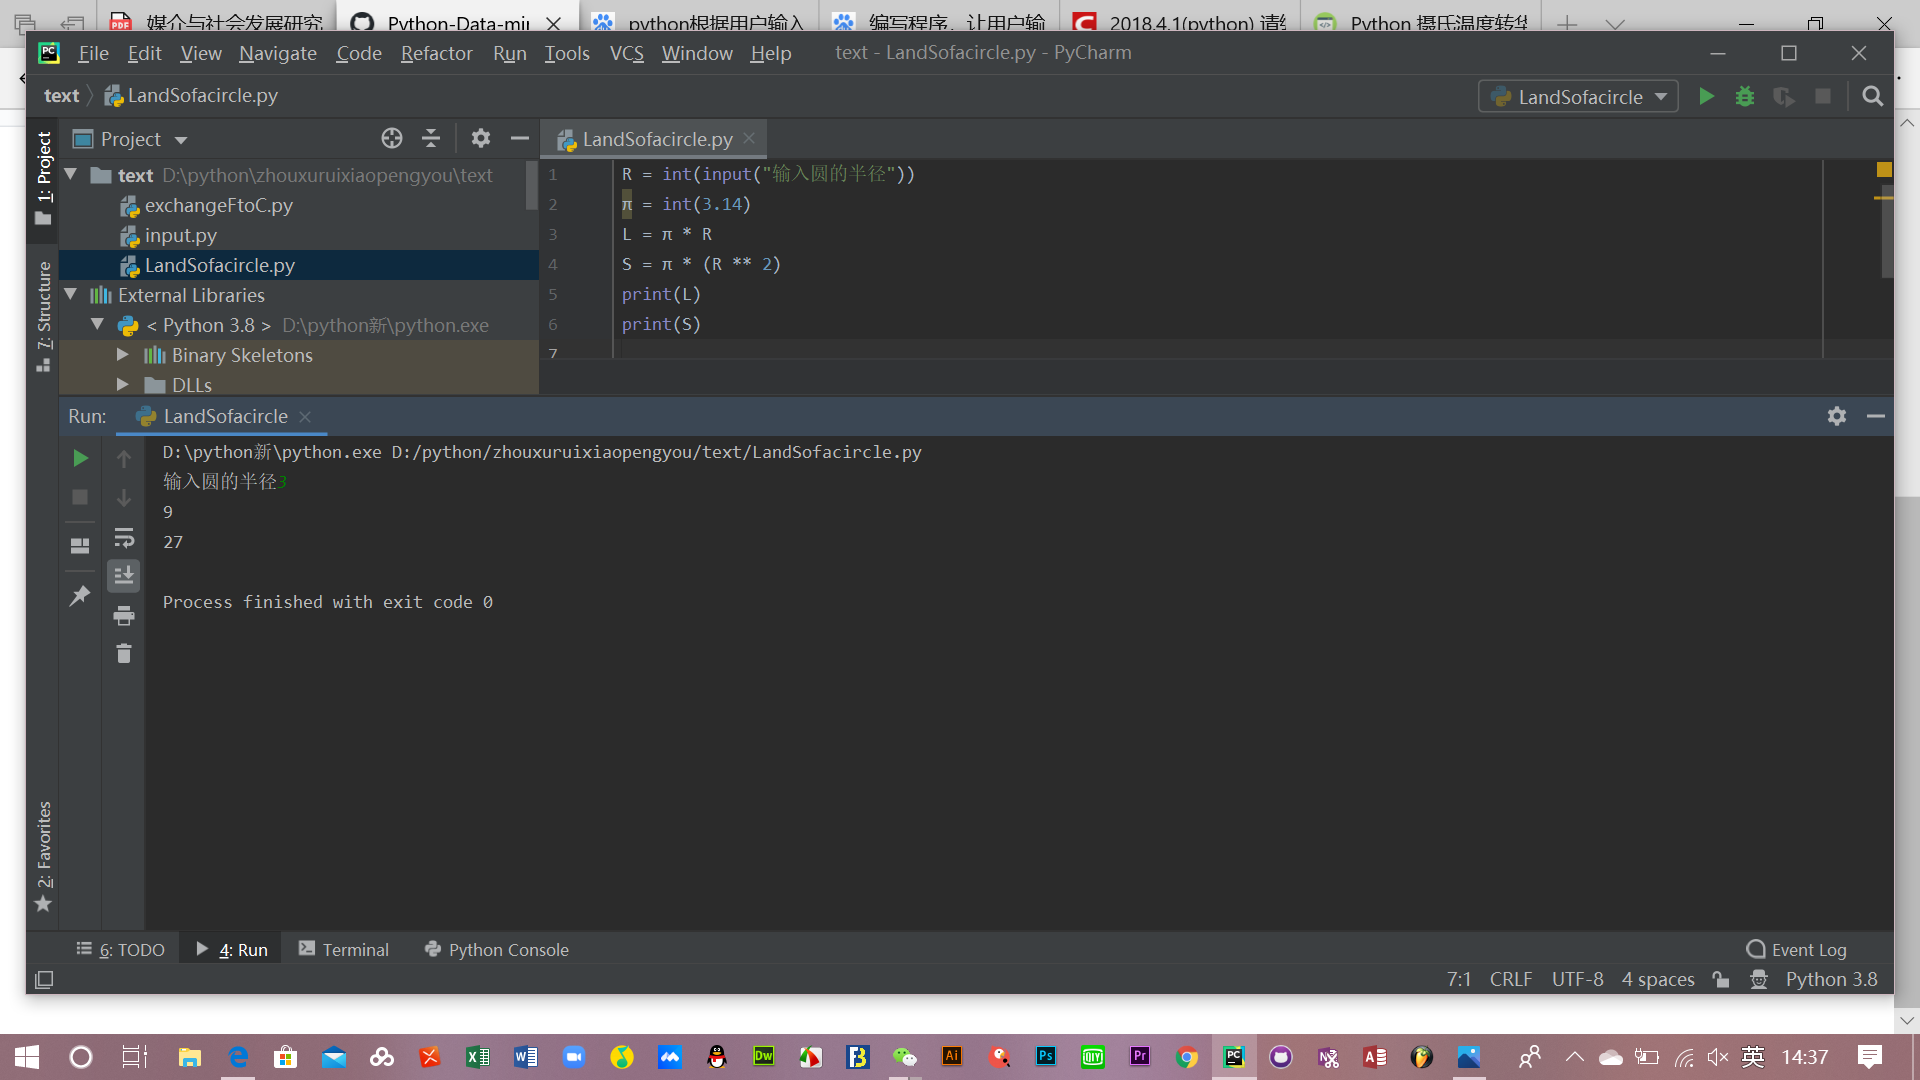 媒介与社会发展研究
Python-Data-mii
python根据用户输入
编写程序，让用户输
2018.4.1(python) 请纟
Python 摄氏温度转华
File Edit View Navigate Code Refactor Run Tools VCS Window Help
text - LandSofacircle.py - PyCharm
text
LandSofacircle.py
LandSofacircle
1: Project
Project
LandSofacircle.py
text D:\python\zhouxuruixiaopengyou\text
exchangeFtoC.py
input.py
LandSofacircle.py
External Libraries
< Python 3.8 > D:\python新\python.exe
Binary Skeletons
DLLs
7: Structure
1 R = int(input("输入圆的半径"))
2 π = int(3.14)
3 L = π * R
4 S = π * (R ** 2)
5 print(L)
6 print(S)
7
Run: LandSofacircle
D:\python新\python.exe D:/python/zhouxuruixiaopengyou/text/LandSofacircle.py
输入圆的半径3
9
27
Process finished with exit code 0
2: Favorites
6: TODO 4: Run Terminal Python Console Event Log
7:1 CRLF UTF-8 4 spaces Python 3.8
英 14:37